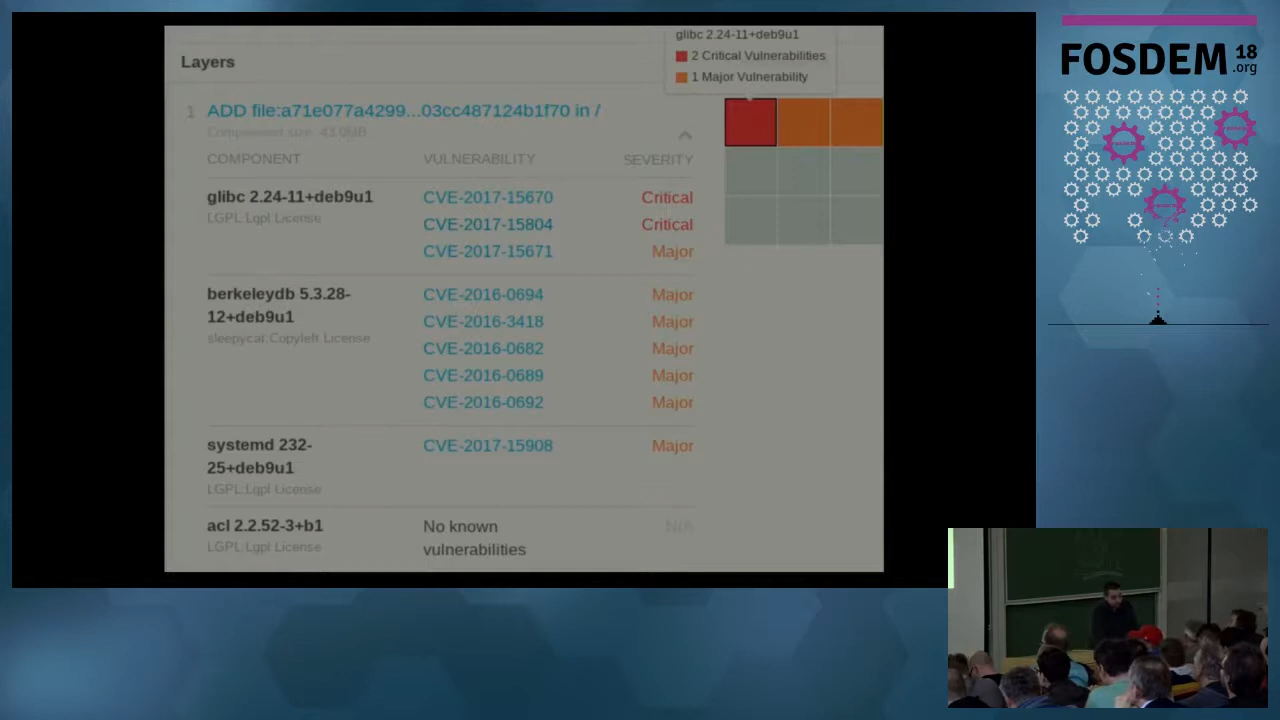 glibc 2.24-11+deb9u1
2 Critical Vulnerabilities
1 Major Vulnerability
Layers
1 ADD file:a71e077a4299...03cc487124b1f70 in /
Compressed size: 43.0MB
COMPONENT VULNERABILITY SEVERITY
glibc 2.24-11+deb9u1 CVE-2017-15670 Critical
LGPL:Lgpl License CVE-2017-15804 Critical
CVE-2017-15671 Major
berkeleydb 5.3.28- CVE-2016-0694 Major
12+deb9u1 CVE-2016-3418 Major
sleepycat:Copyleft License CVE-2016-0682 Major
CVE-2016-0689 Major
CVE-2016-0692 Major
systemd 232- CVE-2017-15908 Major
25+deb9u1
LGPL:Lgpl License
acl 2.2.52-3+b1 No known N/A
LGPL:Lgpl License vulnerabilities
FOSDEM 18
.org